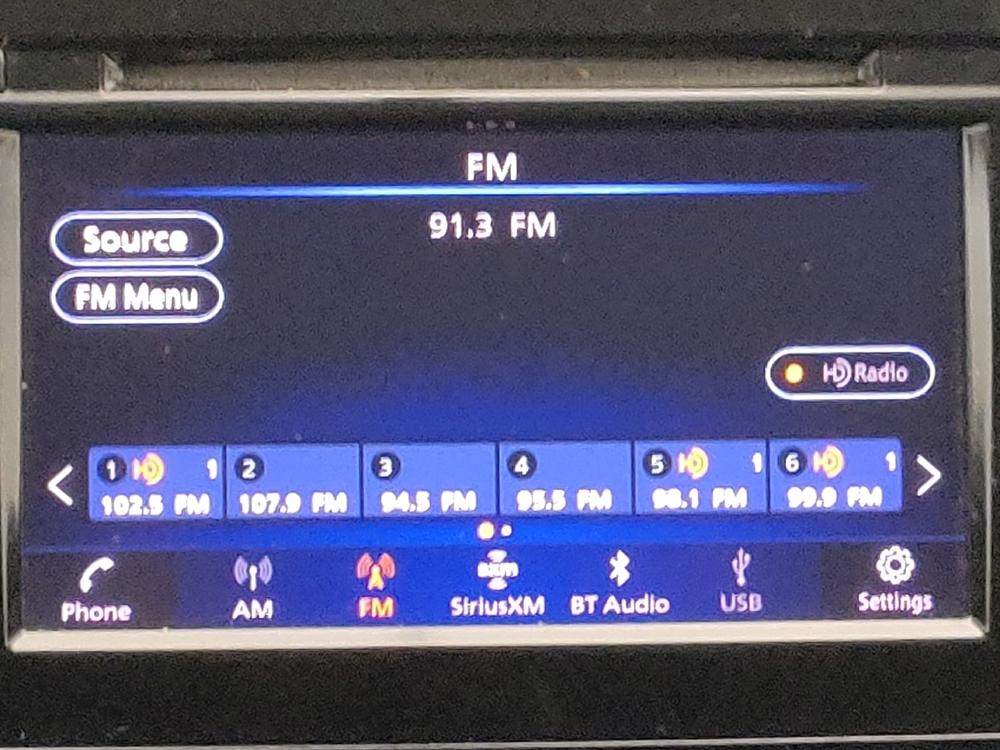 FM
91.3 FM
Source
FM Menu
HD Radio
1 HD 1 2 3 4 5 HD 1 6 HD 1
102.5 FM 107.9 FM 94.5 FM 95.5 FM 98.1 FM 99.9 FM
sxm
Phone AM FM SiriusXM BT Audio USB Settings